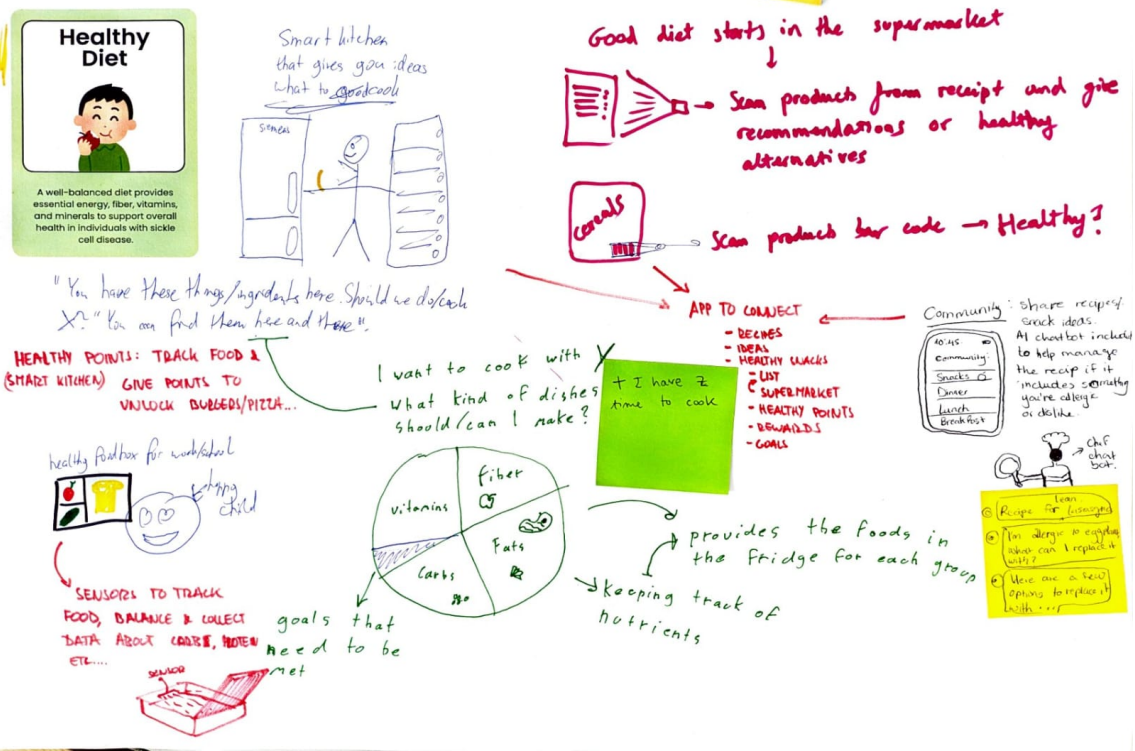 Healthy
Diet
A well-balanced diet provides
essential energy, fiber, vitamins,
and minerals to support overall
health in individuals with sickle
cell disease.
Smart kitchen
that gives you ideas
what to cook
Siemens
"You have these things/ingridients here. Should we do/cook
X?" "You can find them here and there".
Good diet starts in the supermarket
Scan products from receipt and give
recommendations or healthy
alternatives
cereals
Scan products bar code → Healthy?
APP TO CONNECT
- RECIPES
- IDEAS
- HEALTHY SNACKS
- LIST
SUPERMARKET
- HEALTHY POINTS
- REWARDS
- GOALS
Community: share recipes/
snack ideas.
AI chatbot includ
to help manage
the recip if it
includes something
you're allergic
or dislike.
10:45
Community:
Snacks
Dinner
Lunch
BreakFast
chif
chat
bot.
lean
Recipe for
I'm allergic to eggplant
what can I replace it
with?
Here are a few
options to replace it
with ....
HEALTHY POINTS: TRACK FOOD &
(SMART KITCHEN) GIVE POINTS TO
UNLOCK BURGERS/PIZZA...
I want to cook with Y
what kind of dishes
should/can I make?
+ I have Z
time to cook
healthy foodbox for work/school
happy
child
SENSORS TO TRACK
FOOD, BALANCE & COLLECT
DATA ABOUT CARBS, PROTEIN
ETC....
SENSOR
vitamins
Fiber
Fats
Carbs
goals that
need to be
met
provides the foods in
the fridge for each group
Keeping track of
nutrients